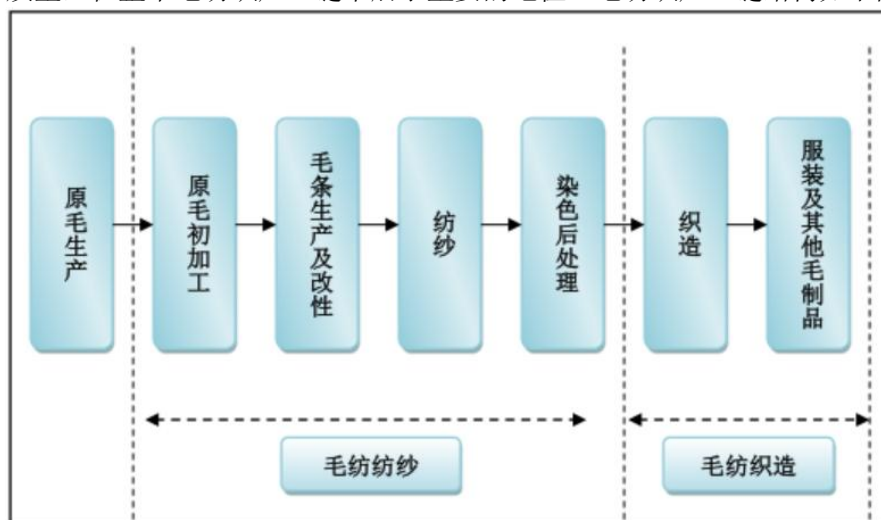 原毛生产
原毛初加工
毛条生产及改性
纺纱
染色后处理
织造
服装及其他毛制品
毛纺纺纱
毛纺织造